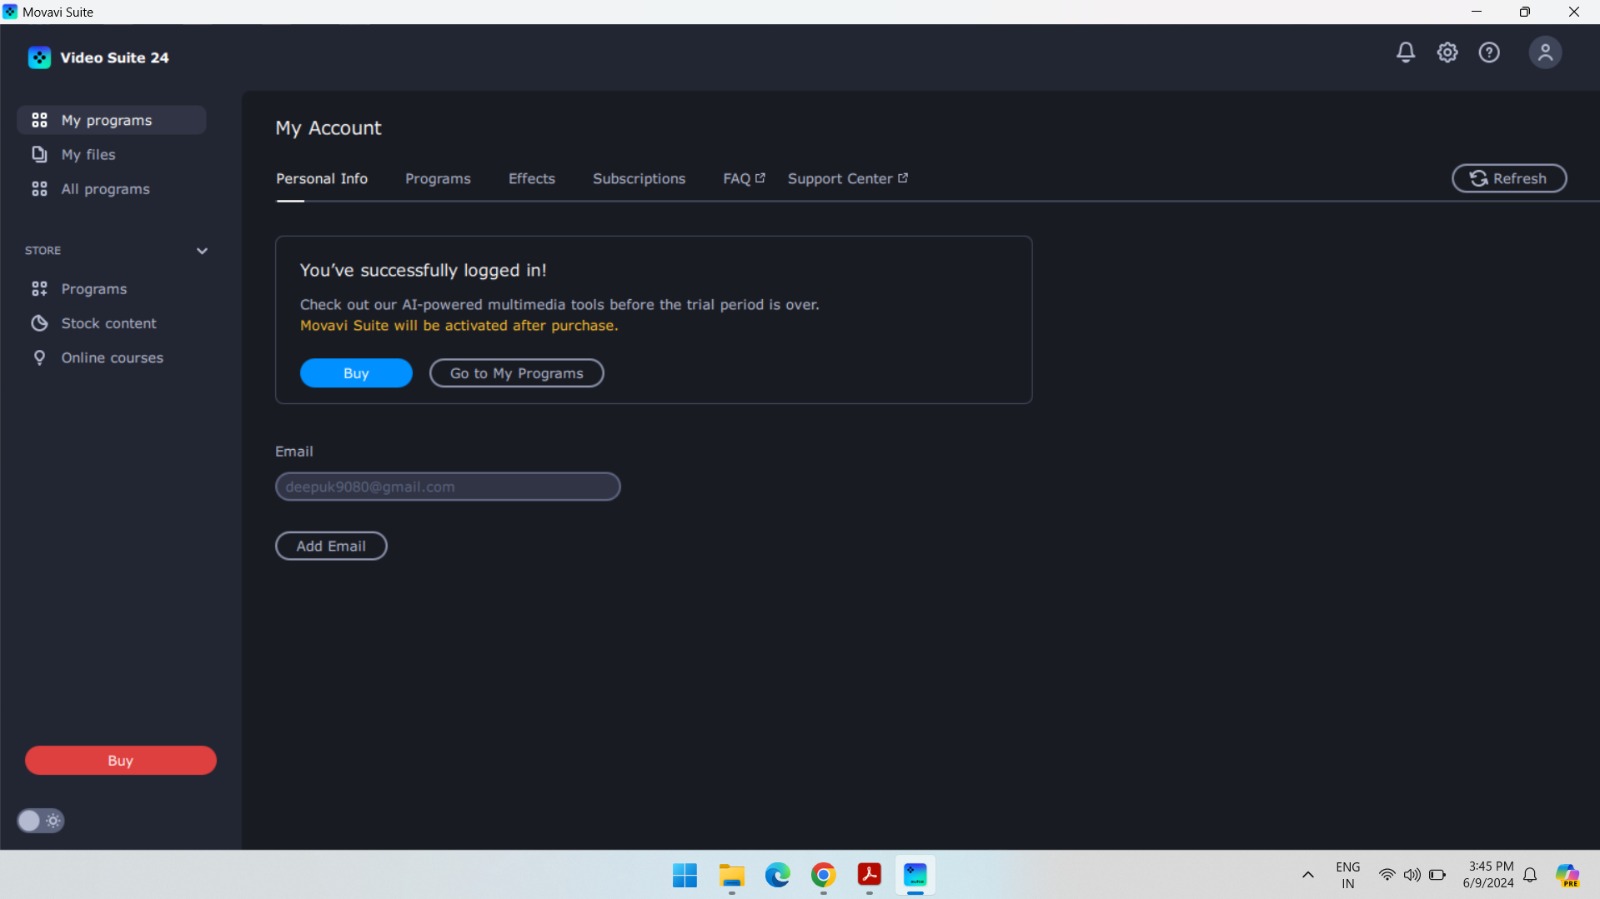 Movavi Suite
Video Suite 24
My programs
My files
All programs
STORE
Programs
Stock content
Online courses
Buy
My Account
Personal Info
Programs
Effects
Subscriptions
FAQ
Support Center
Refresh
You've successfully logged in!
Check out our AI-powered multimedia tools before the trial period is over.
Movavi Suite will be activated after purchase.
Buy
Go to My Programs
Email
deepuk9080@gmail.com
Add Email
ENG
IN
3:45 PM
6/9/2024
PRE